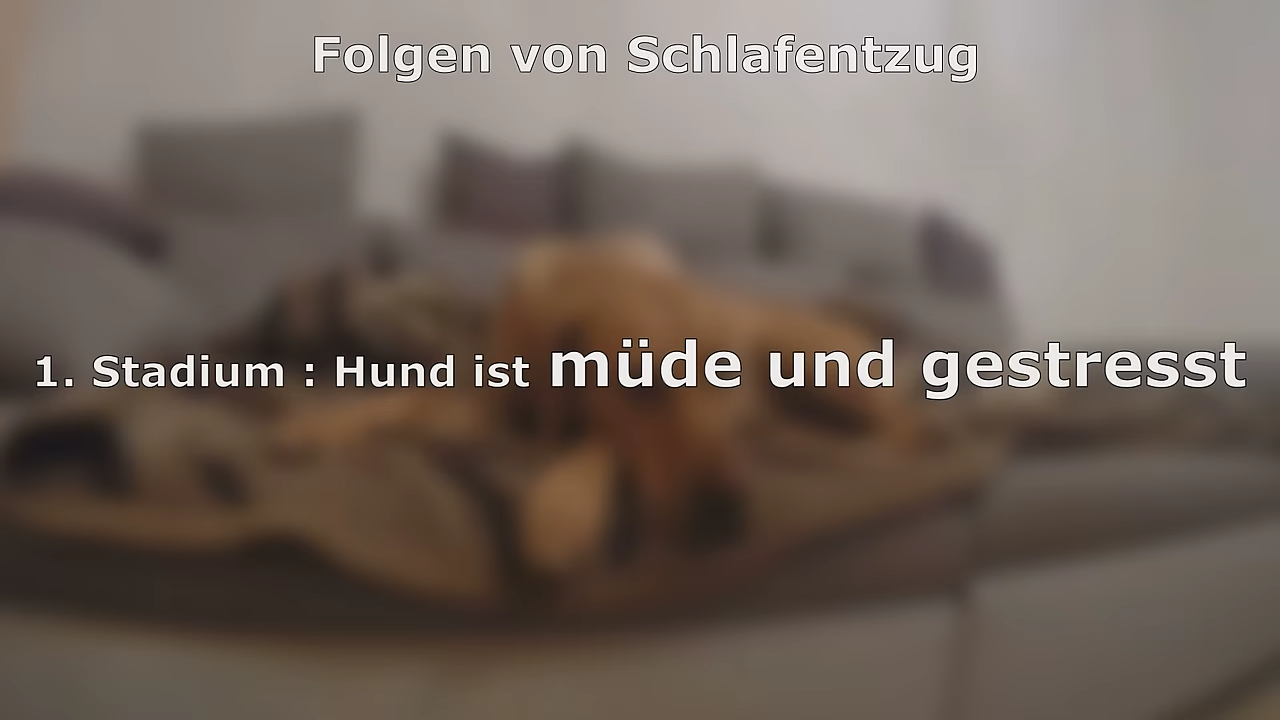 Folgen von Schlafentzug
1. Stadium : Hund ist müde und gestresst